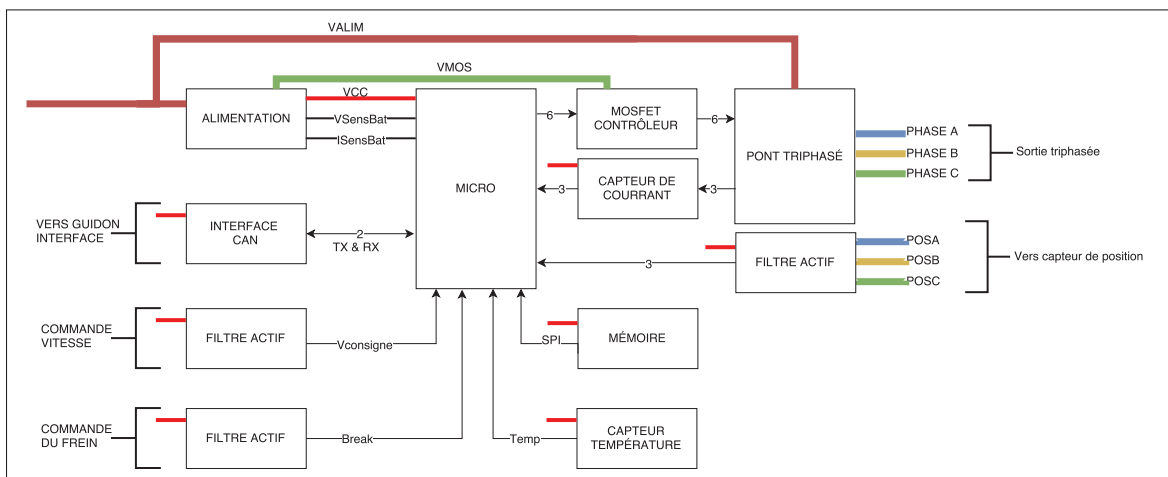 VALIM
VMOS
VCC
ALIMENTATION
VSensBat
ISensBat
MICRO
6
MOSFET
CONTRÔLEUR
6
PONT TRIPHASÉ
PHASE A
PHASE B
PHASE C
Sortie triphasée
3
CAPTEUR DE
COURRANT
3
VERS GUIDON
INTERFACE
INTERFACE
CAN
2
TX & RX
3
FILTRE ACTIF
POSA
POSB
POSC
Vers capteur de position
COMMANDE
VITESSE
FILTRE ACTIF
Vconsigne
SPI
MÉMOIRE
COMMANDE
DU FREIN
FILTRE ACTIF
Break
Temp
CAPTEUR
TEMPÉRATURE